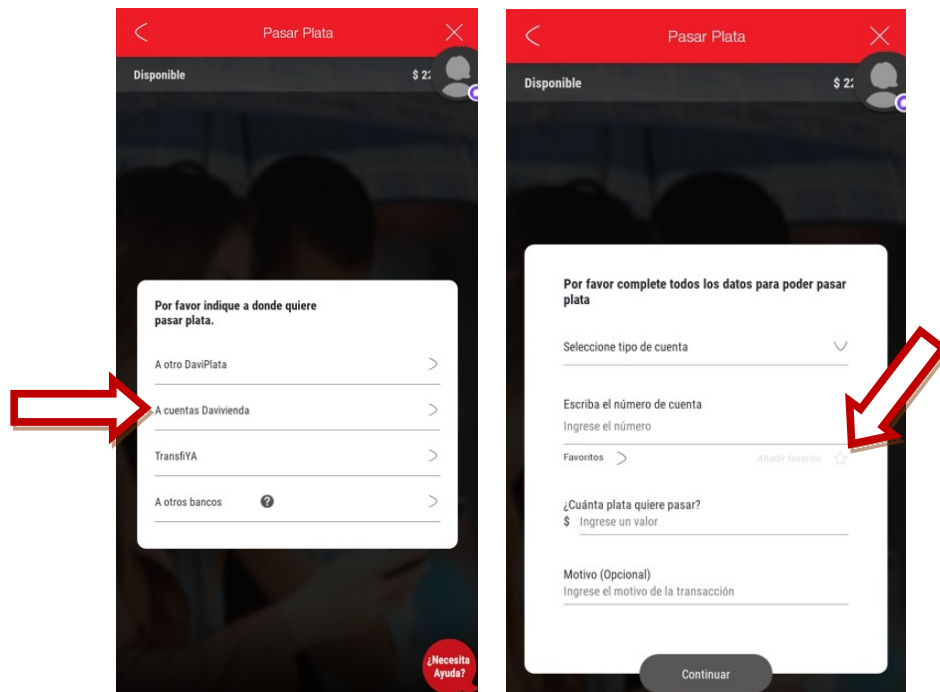 Pasar Plata
Disponible $ 22
Por favor indique a donde quiere
pasar plata.
A otro DaviPlata
A cuentas Davivienda
TransfiYA
A otros bancos ?
¿Necesita
Ayuda?
Pasar Plata
Disponible $ 22
Por favor complete todos los datos para poder pasar
plata
Seleccione tipo de cuenta
Escriba el número de cuenta
Ingrese el número
Favoritos Añadir favorito
¿Cuánta plata quiere pasar?
$ Ingrese un valor
Motivo (Opcional)
Ingrese el motivo de la transacción
Continuar